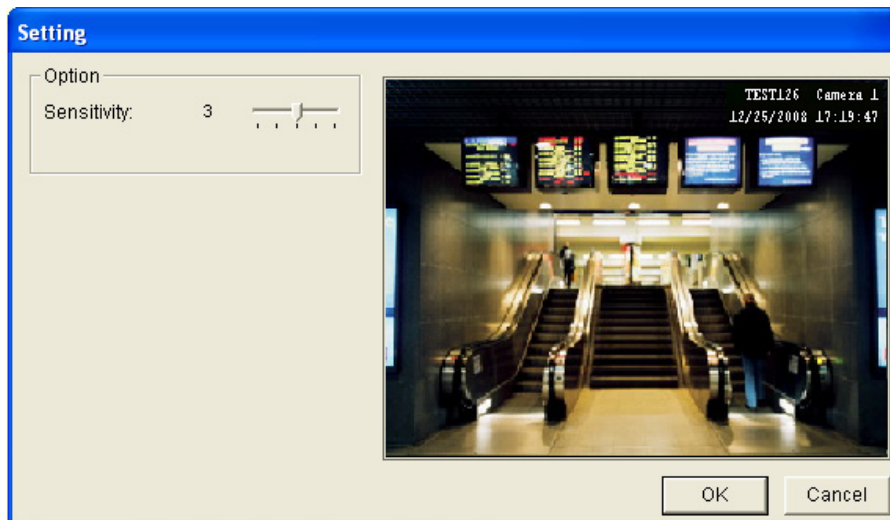 Setting
Option
Sensitivity: 3
TEST126 Camera 1
12/25/2008 17:19:47
OK
Cancel